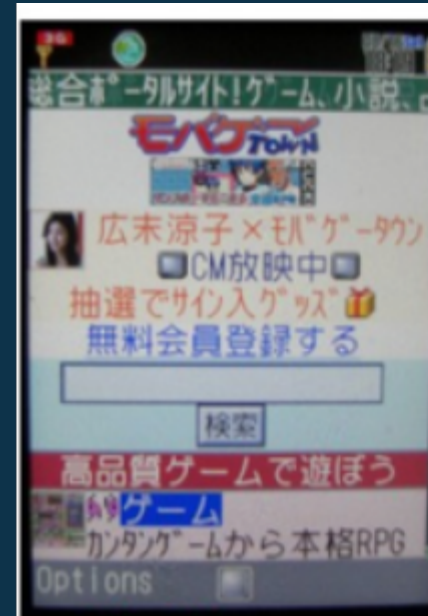 3G
総合ポータルサイト!ゲーム、小説、
モバゲー
TOWN
広末涼子×モバゲータウン
CM放映中
抽選でサイン入グッズ
無料会員登録する
検索
高品質ゲームで遊ぼう
ゲーム
カンタンゲームから本格RPG
Options